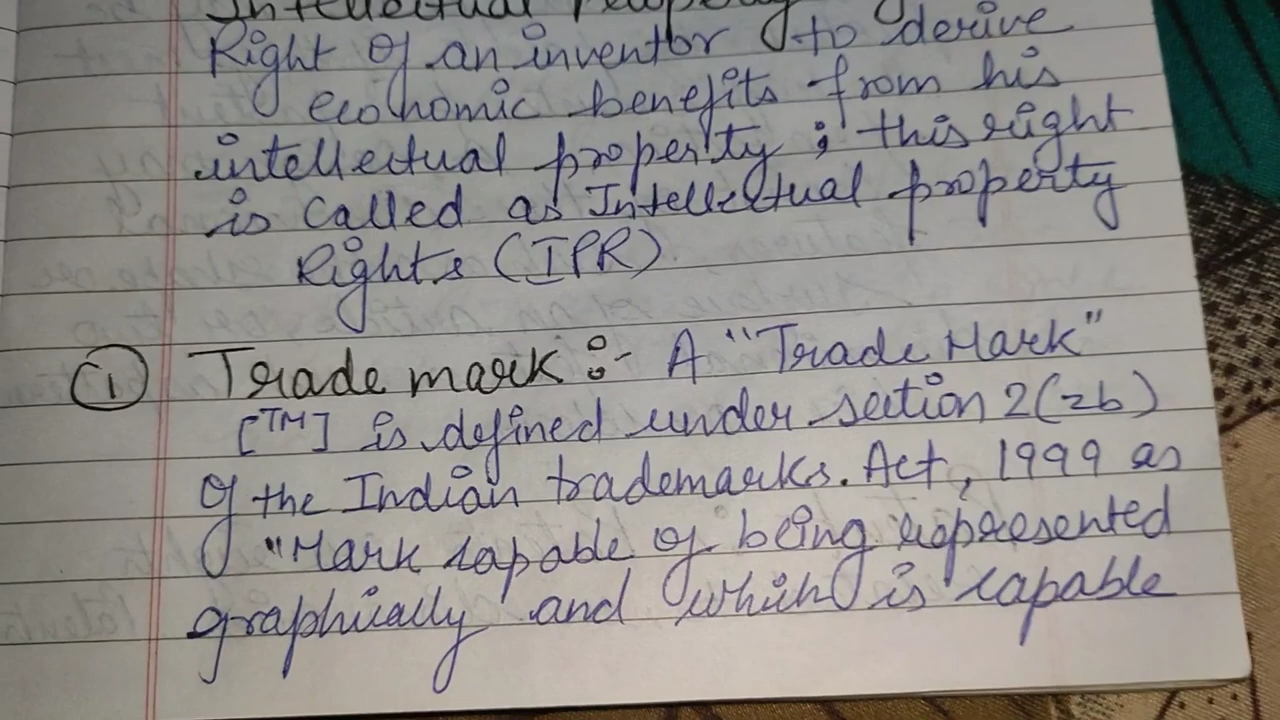 Intellectual Property
Right of an inventor to derive
economic benefits from his
intellectual property ; this right
is called as Intellectual property
Rights (IPR)
(1) Trade mark :- A "Trade Mark"
[TM] is defined under section 2(zb)
of the Indian trademarks. Act, 1999 as
"Mark capable of being represented
graphically and which is capable